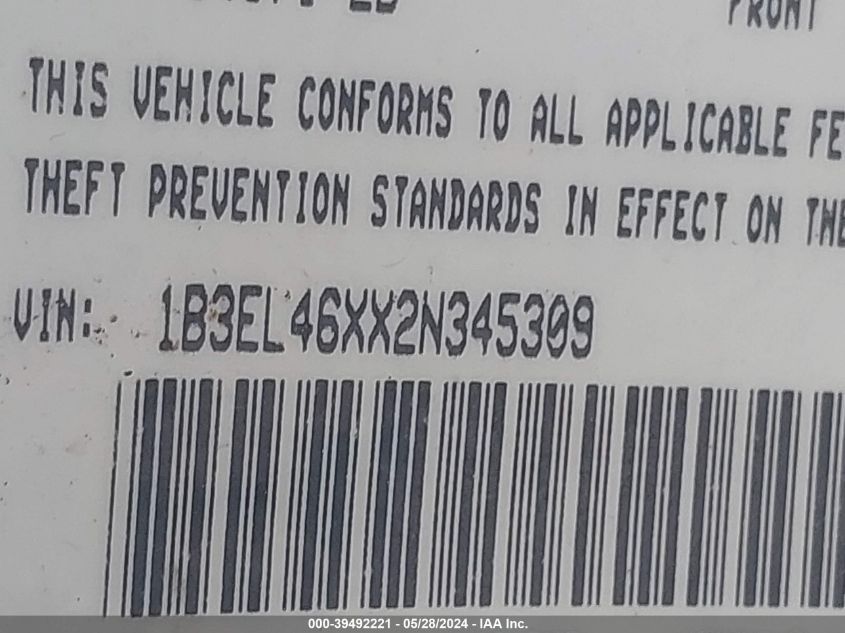 FRONT
THIS VEHICLE CONFORMS TO ALL APPLICABLE FE
THEFT PREVENTION STANDARDS IN EFFECT ON THE
VIN: 1B3EL46XX2N345309
000-39492221 - 05/28/2024 - IAA Inc.